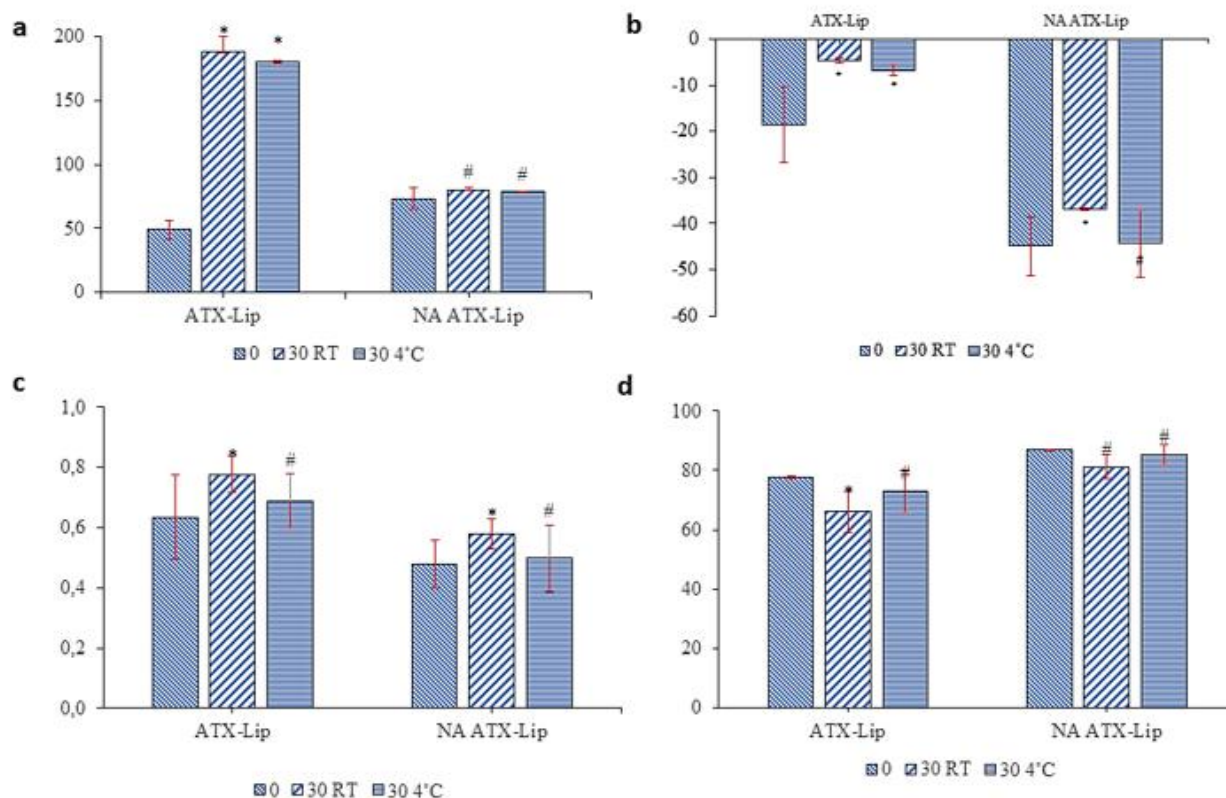 a
200
150
100
50
0
* * # #
ATX-Lip NA ATX-Lip
0 30 RT 30 4˚C
b
ATX-Lip NA ATX-Lip
0
-10
-20
-30
-40
-50
-60
* * * #
0 30 RT 30 4˚C
c
1,0
0,8
0,6
0,4
0,2
0,0
* # * #
ATX-Lip NA ATX-Lip
0 30 RT 30 4˚C
d
100
80
60
40
20
0
* # # #
ATX-Lip NA ATX-Lip
0 30 RT 30 4˚C